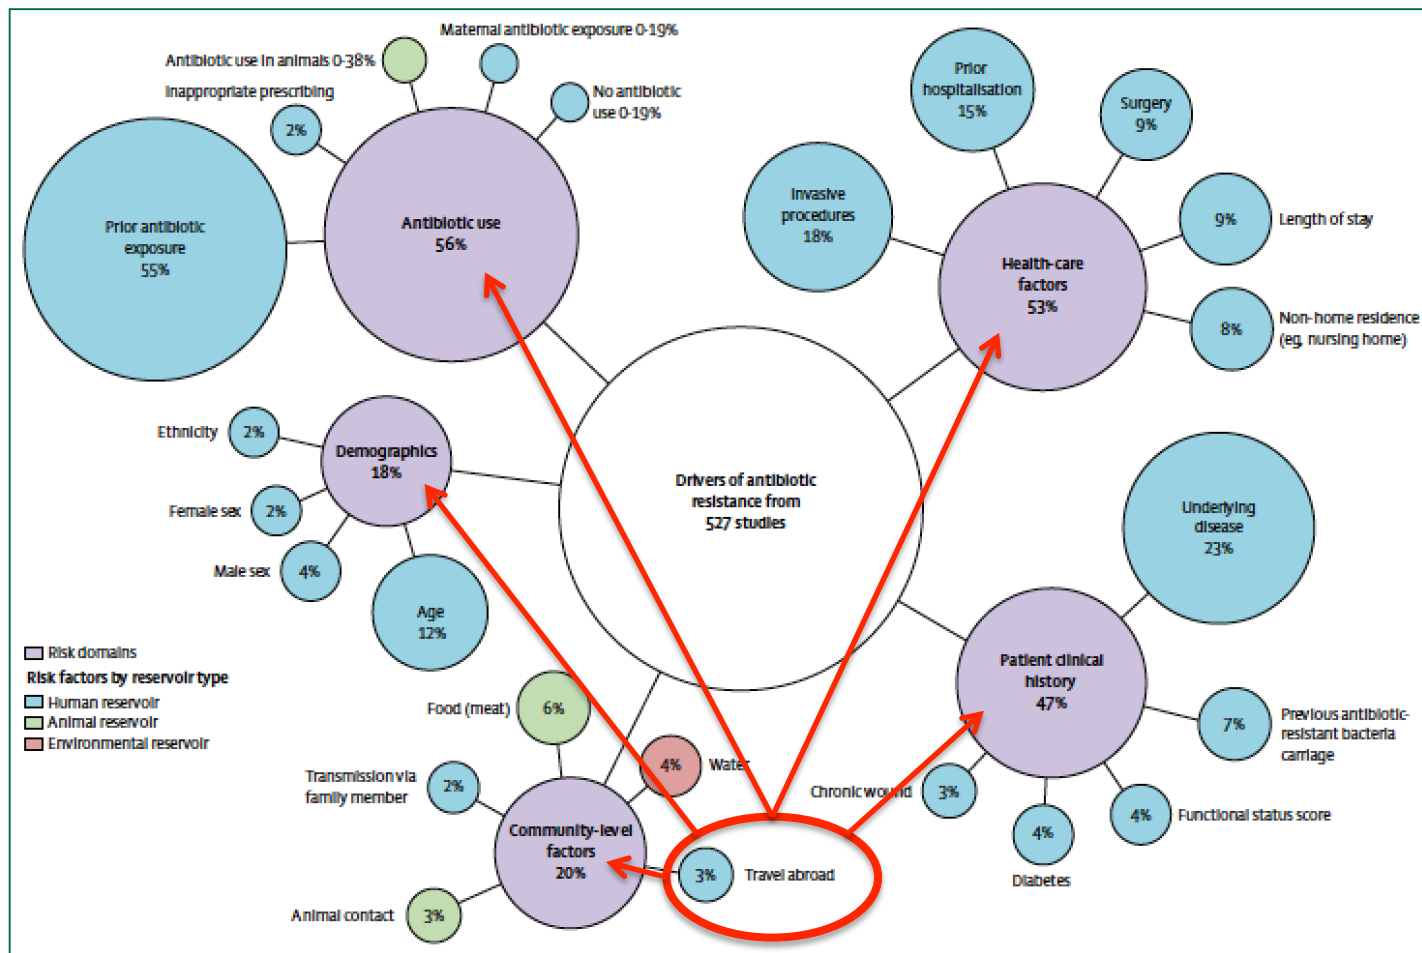 Maternal antibiotic exposure 0-19%
Antibiotic use in animals 0-38%
Inappropriate prescribing
2%
No antibiotic
use 0-19%
Prior antibiotic
exposure
55%
Antibiotic use
56%
Prior
hospitalisation
15%
Surgery
9%
Invasive
procedures
18%
9%
Length of stay
Health-care
factors
53%
8%
Non-home residence
(eg, nursing home)
Ethnicity
2%
Demographics
18%
Female sex
2%
Male sex
4%
Age
12%
Drivers of antibiotic
resistance from
527 studies
Underlying
disease
23%
Patient clinical
history
47%
7%
Previous antibiotic-
resistant bacteria
carriage
Chronic wound
3%
4%
Diabetes
4%
Functional status score
Risk domains
Risk factors by reservoir type
Human reservoir
Animal reservoir
Environmental reservoir
Food (meat)
6%
4%
Water
Transmission via
family member
2%
Community-level
factors
20%
3%
Travel abroad
Animal contact
3%